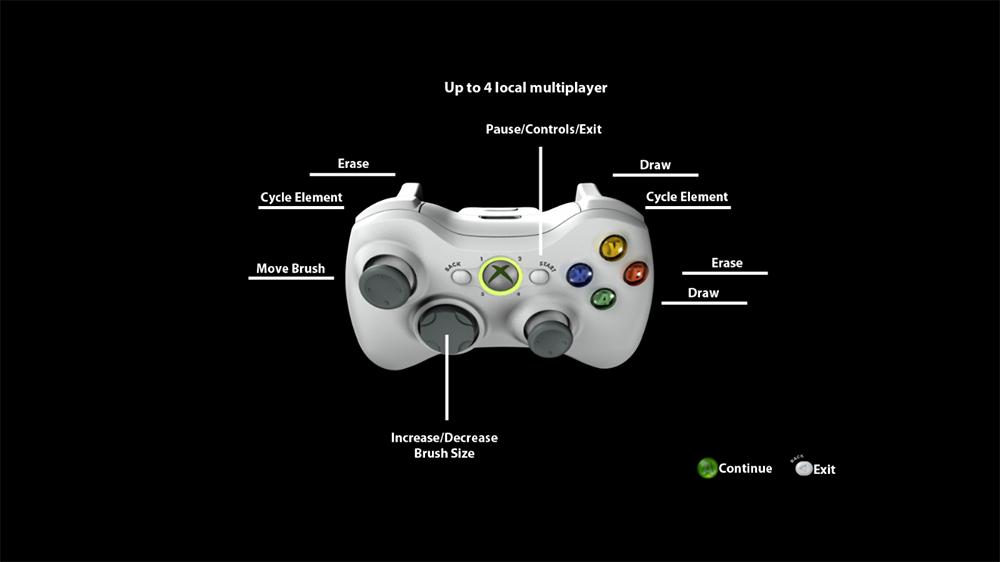 Up to 4 local multiplayer
Pause/Controls/Exit
Erase
Draw
Cycle Element
Cycle Element
Move Brush
Erase
Draw
BACK
1
2
3
4
START
Y
X
B
A
Increase/Decrease
Brush Size
A
Continue
BACK
Exit